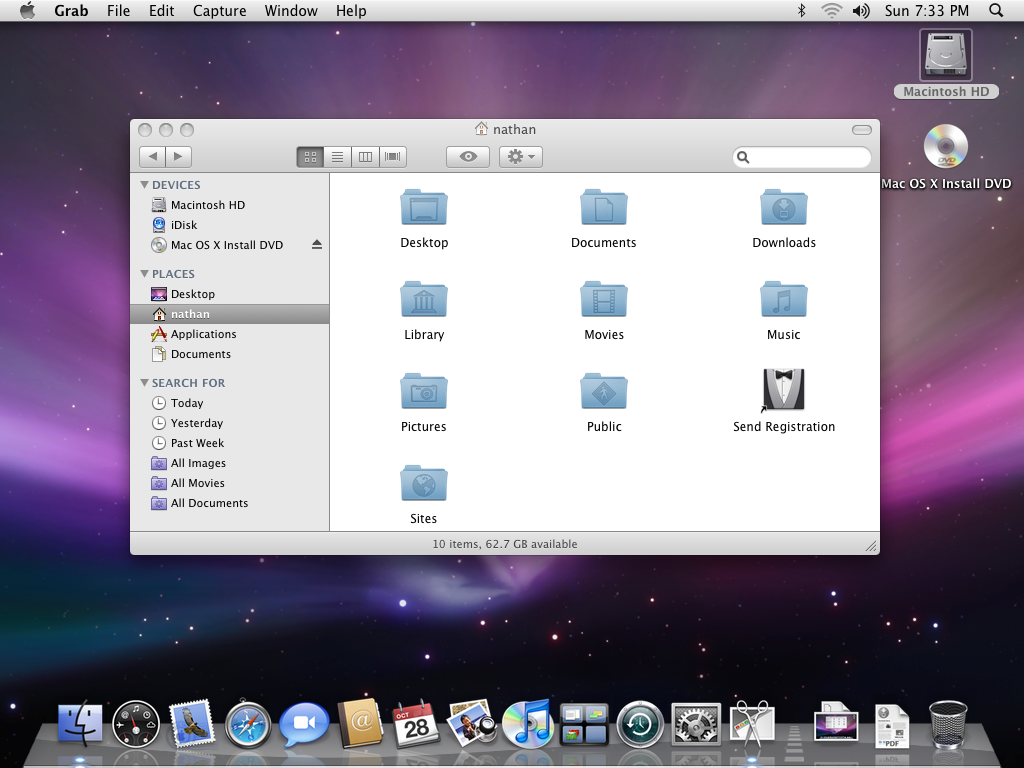 Grab File Edit Capture Window Help Sun 7:33 PM
Macintosh HD
nathan
Mac OS X Install DVD
DEVICES
Macintosh HD
iDisk
Mac OS X Install DVD
PLACES
Desktop
nathan
Applications
Documents
SEARCH FOR
Today
Yesterday
Past Week
All Images
All Movies
All Documents
Desktop Documents Downloads
Library Movies Music
Pictures Public Send Registration
Sites
10 items, 62.7 GB available
DVD
OCT
28
@
PDF